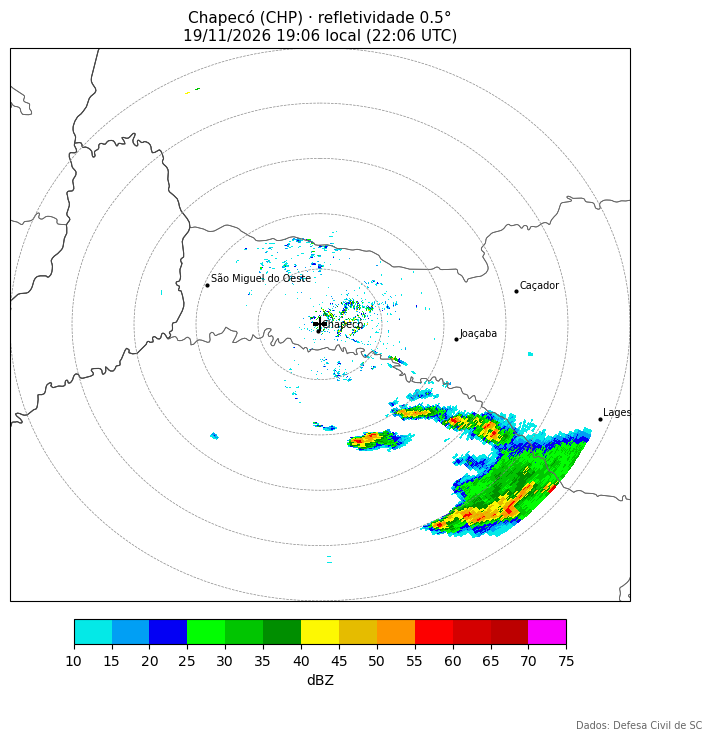 Chapecó (CHP) · refletividade 0.5°
19/11/2026 19:06 local (22:06 UTC)
São Miguel do Oeste
Caçador
Chapecó
Joaçaba
Lages
10 15 20 25 30 35 40 45 50 55 60 65 70 75
dBZ
Dados: Defesa Civil de SC